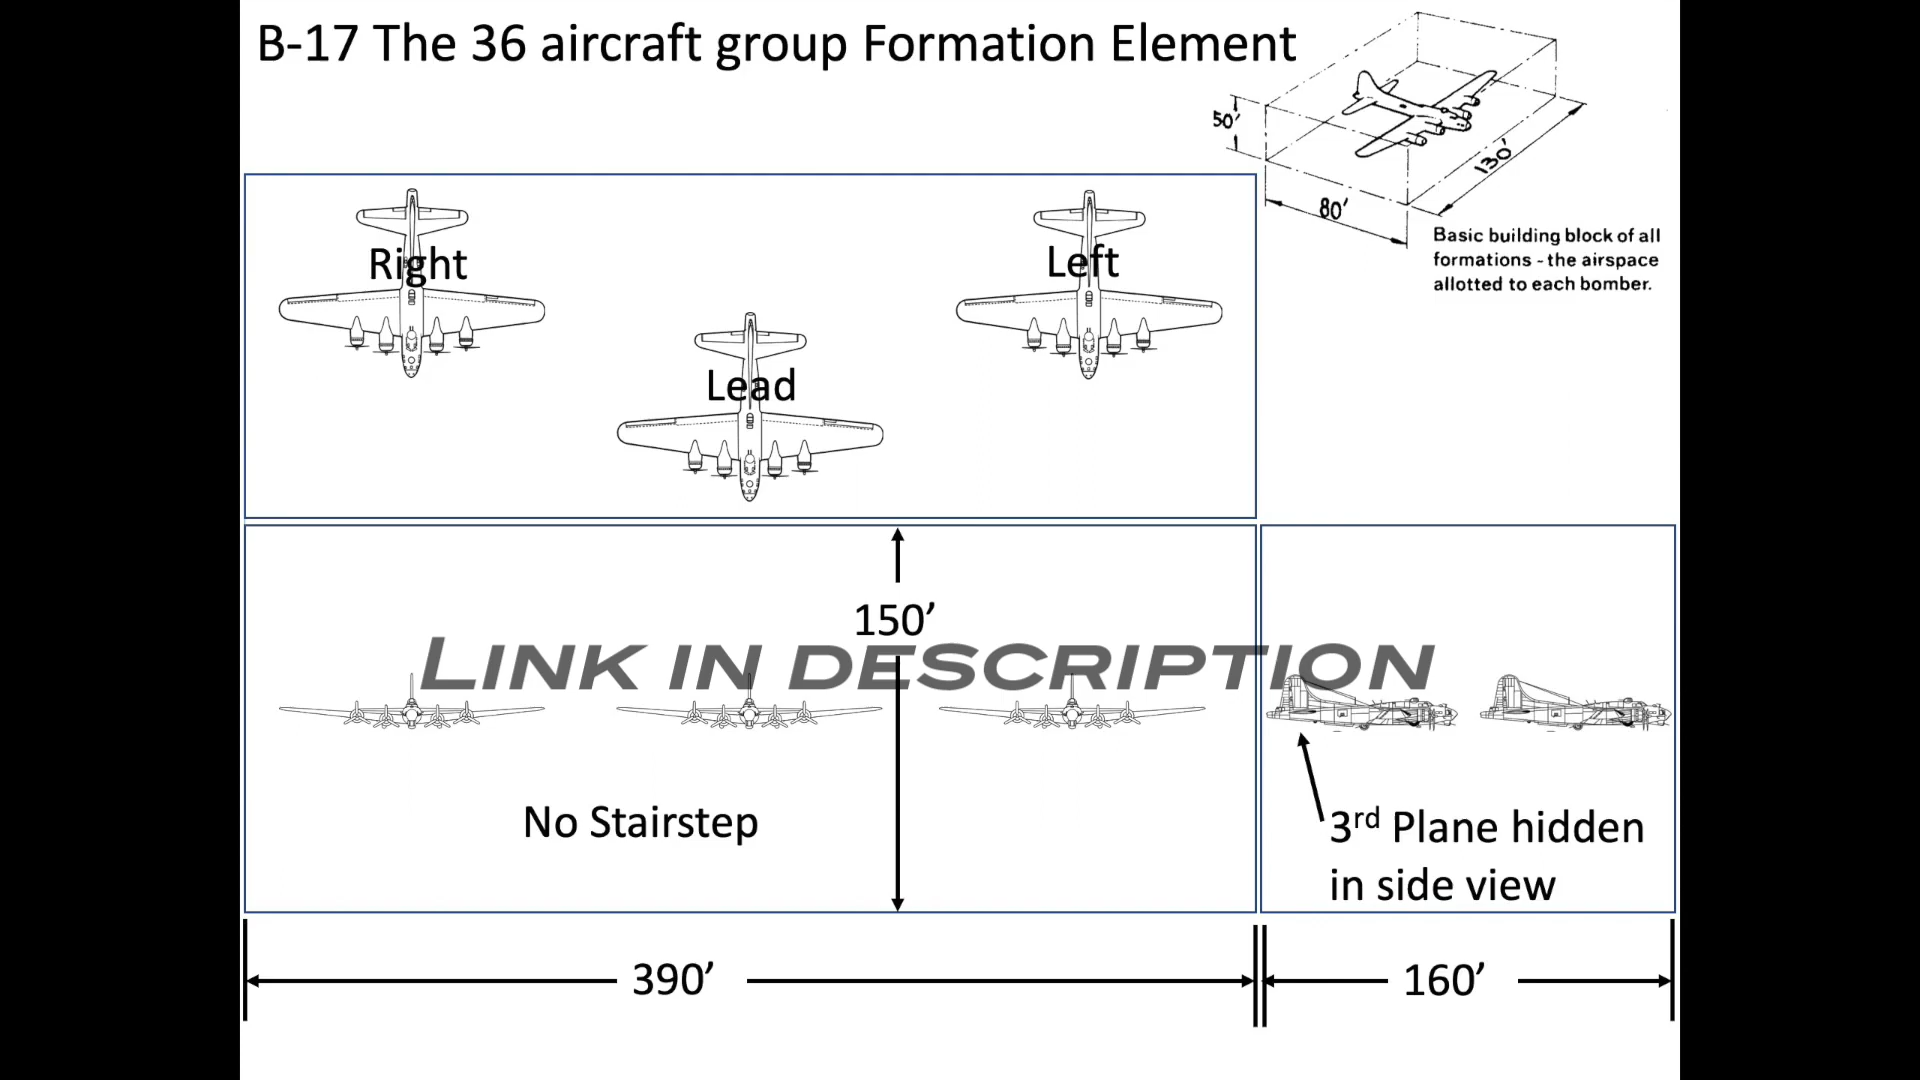 B-17 The 36 aircraft group Formation Element
50'
130'
80'
Basic building block of all
formations - the airspace
allotted to each bomber.
Right
Left
Lead
150’
LINK IN DESCRIPTION
No Stairstep
3rd Plane hidden
in side view
390’
160’